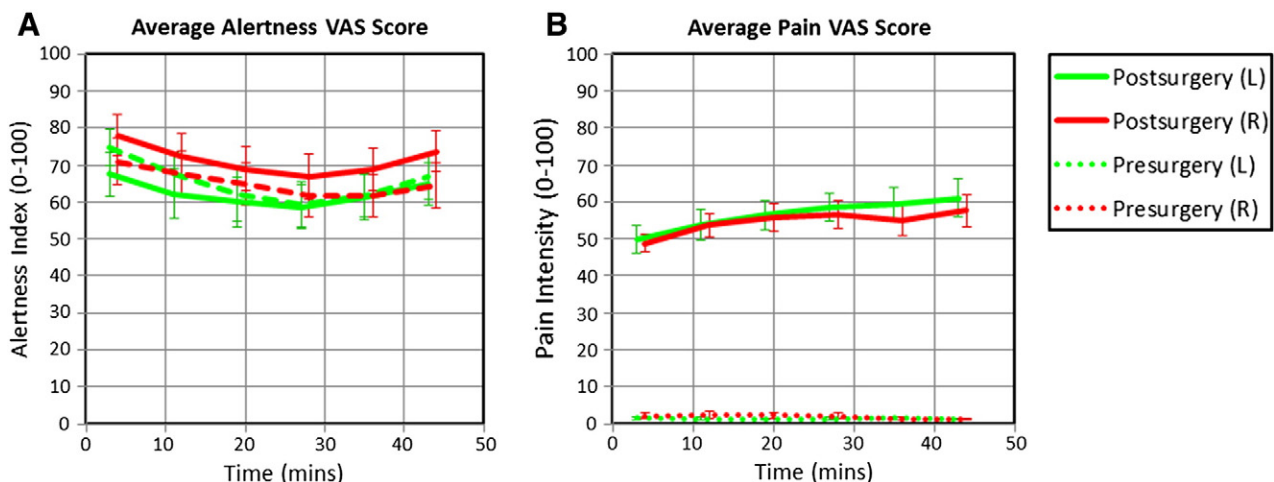 A
Average Alertness VAS Score
Alertness Index (0-100)
100
90
80
70
60
50
40
30
20
10
0
0 10 20 30 40 50
Time (mins)
B
Average Pain VAS Score
Pain Intensity (0-100)
100
90
80
70
60
50
40
30
20
10
0
0 10 20 30 40 50
Time (mins)
Postsurgery (L)
Postsurgery (R)
Presurgery (L)
Presurgery (R)